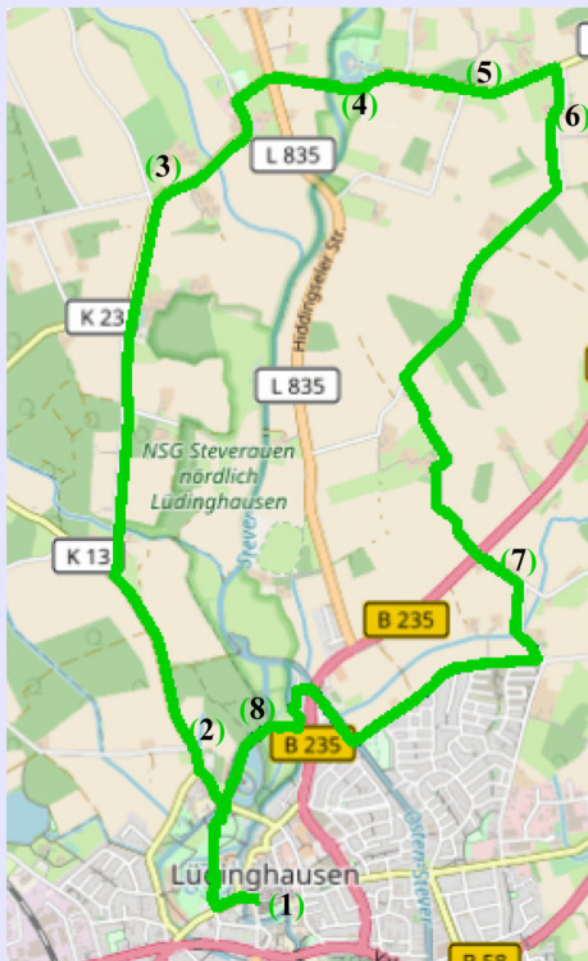 (5)
(4)
(6)
L 835
(3)
Hiddingseler Str.
K 23
L 835
NSG Steverauen
nördlich
Lüdinghausen
Stever
K 13
(7)
B 235
(8)
(2)
B 235
Lüdinghausen
(1)
B 58